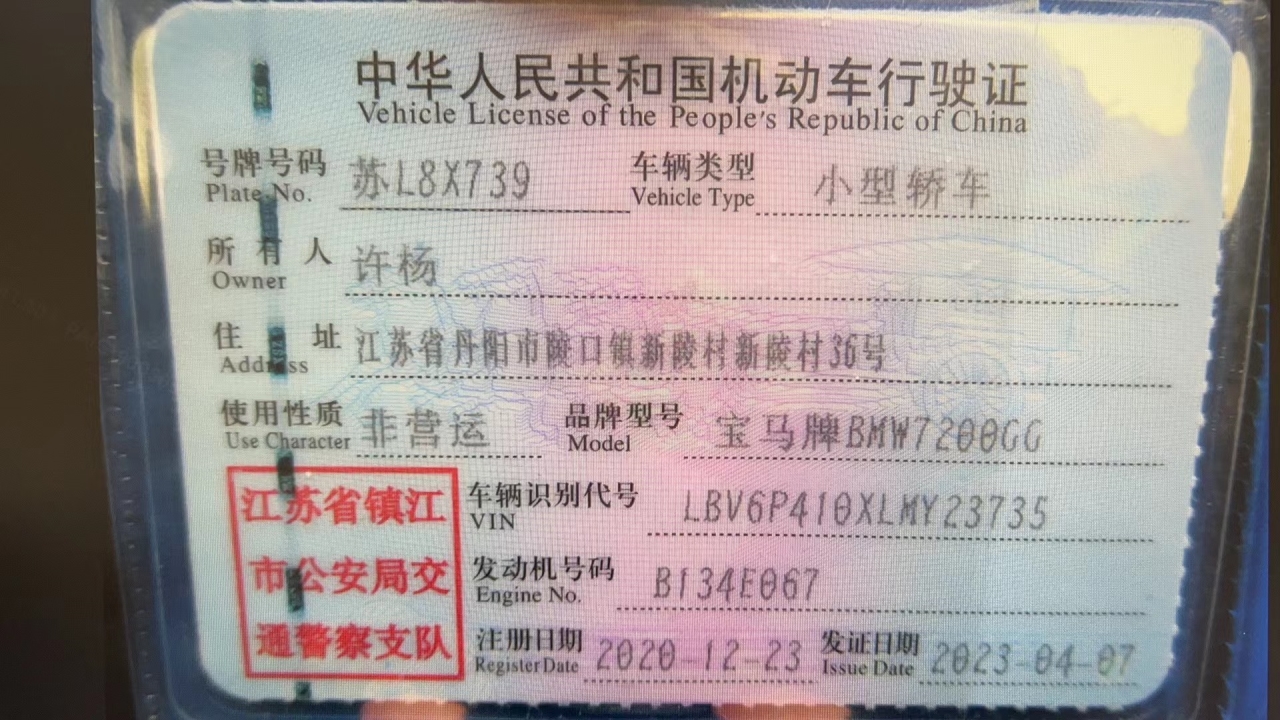 中华人民共和国机动车行驶证
Vehicle License of the People's Republic of China
号牌号码 苏L8X739 车辆类型 小型轿车
Plate No. Vehicle Type
所有人 许杨
Owner
住址 江苏省丹阳市陵口镇新陵村新陵村36号
Address
使用性质 非营运 品牌型号 宝马牌BMW7200GG
Use Character Model
江苏省镇江
市公安局交
通警察支队
车辆识别代号 LBV6P410XLMY23735
VIN
发动机号码 B134E067
Engine No.
注册日期 2020-12-23 发证日期 2023-04-07
Register Date Issue Date